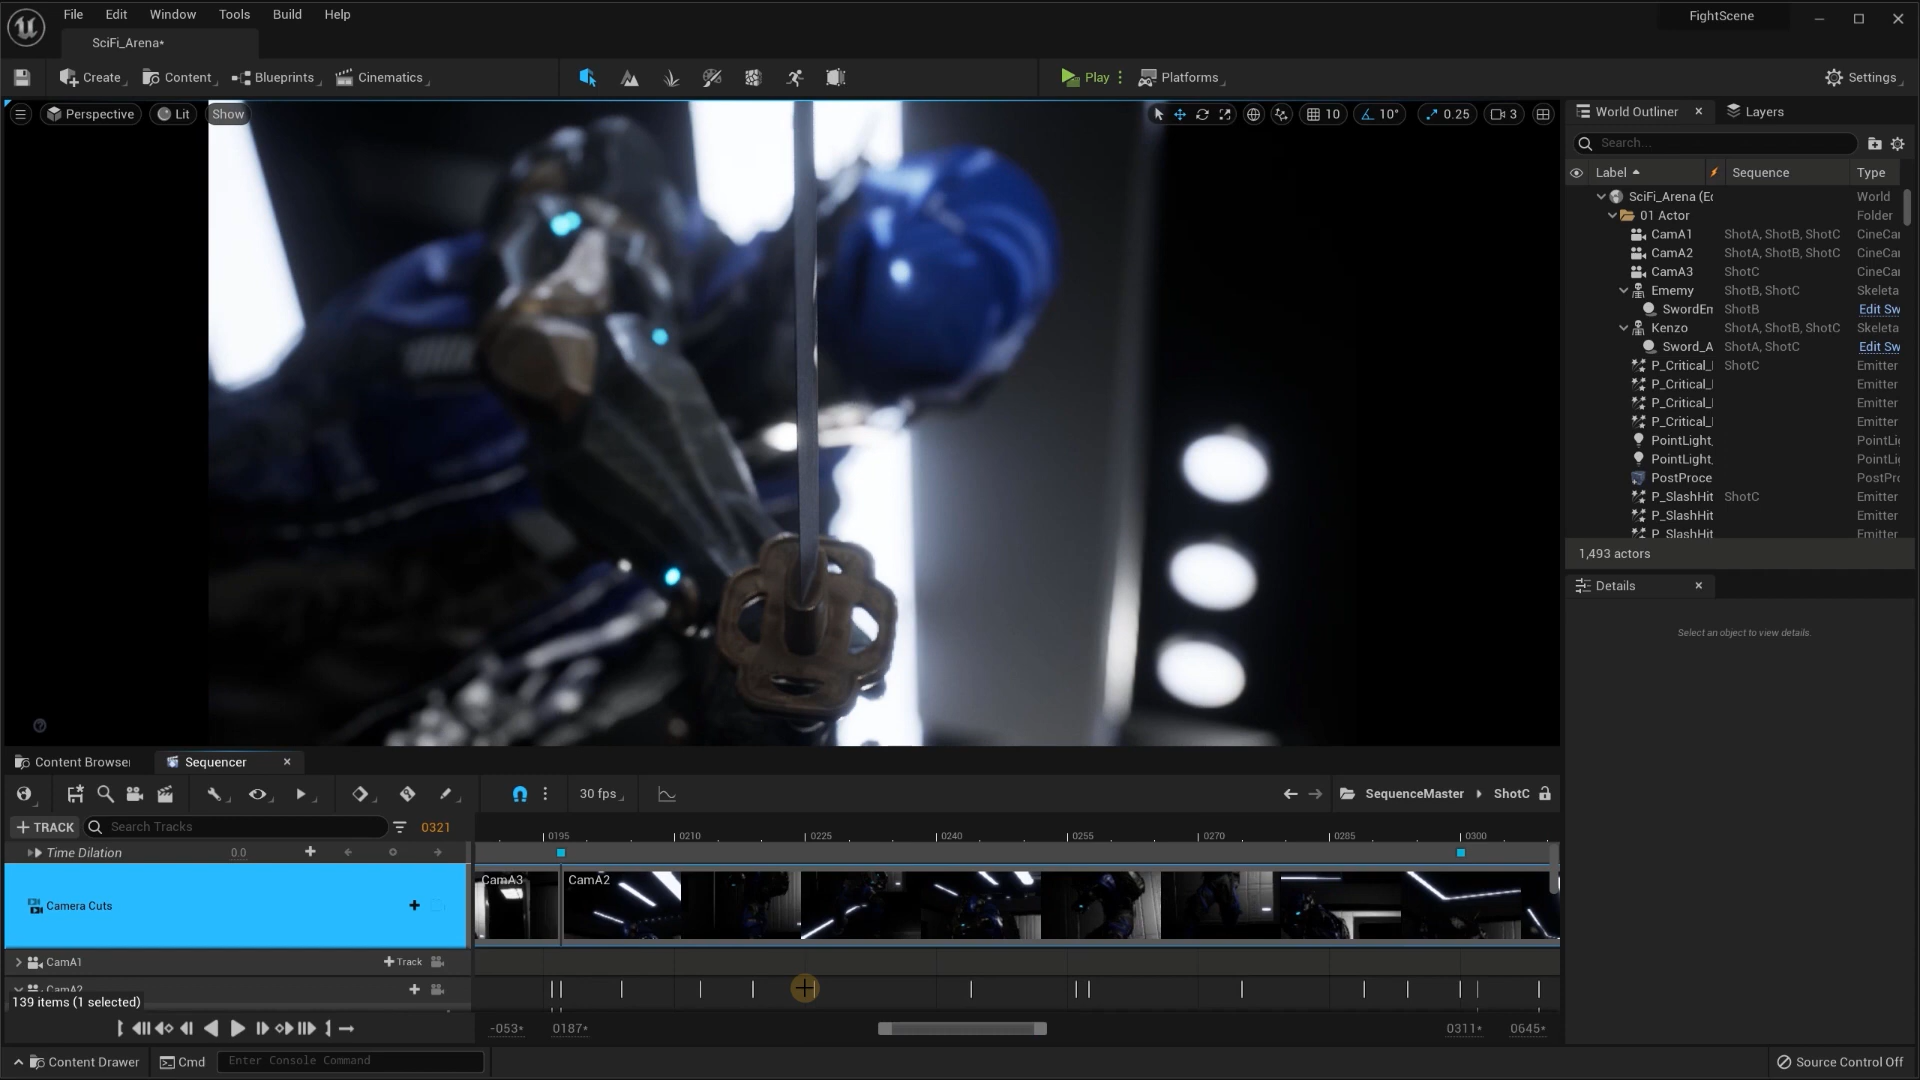 File Edit Window Tools Build Help
FightScene
SciFi_Arena*
Create Content Blueprints Cinematics Play Platforms Settings
Perspective Lit Show 10 10° 0.25 3
World Outliner Layers
Search...
Label Sequence Type
SciFi_Arena (Ed World
01 Actor Folder
CamA1 ShotA, ShotB, ShotC CineCar
CamA2 ShotA, ShotB, ShotC CineCar
CamA3 ShotC CineCar
Ememy ShotB, ShotC Skeleta
SwordEn ShotB Edit Sw
Kenzo ShotA, ShotB, ShotC Skeleta
Sword_A ShotA, ShotC Edit Sw
P_Critical_ ShotC Emitter
P_Critical_ Emitter
P_Critical_ Emitter
P_Critical_ Emitter
PointLight_ PointLi
PointLight_ PointLi
PostProce PostPro
P_SlashHit ShotC Emitter
P_SlashHit Emitter
P_SlashHit Emitter
1,493 actors
Details
Select an object to view details.
Content Browser Sequencer
30 fps SequenceMaster ShotC
TRACK Search Tracks 0321
0195 0210 0225 0240 0255 0270 0285 0300
Time Dilation 0.0
CamA3 CamA2
Camera Cuts
CamA1 Track
CamA2
139 items (1 selected)
-053* 0187* 0311* 0645*
Content Drawer Cmd Enter Console Command Source Control Off